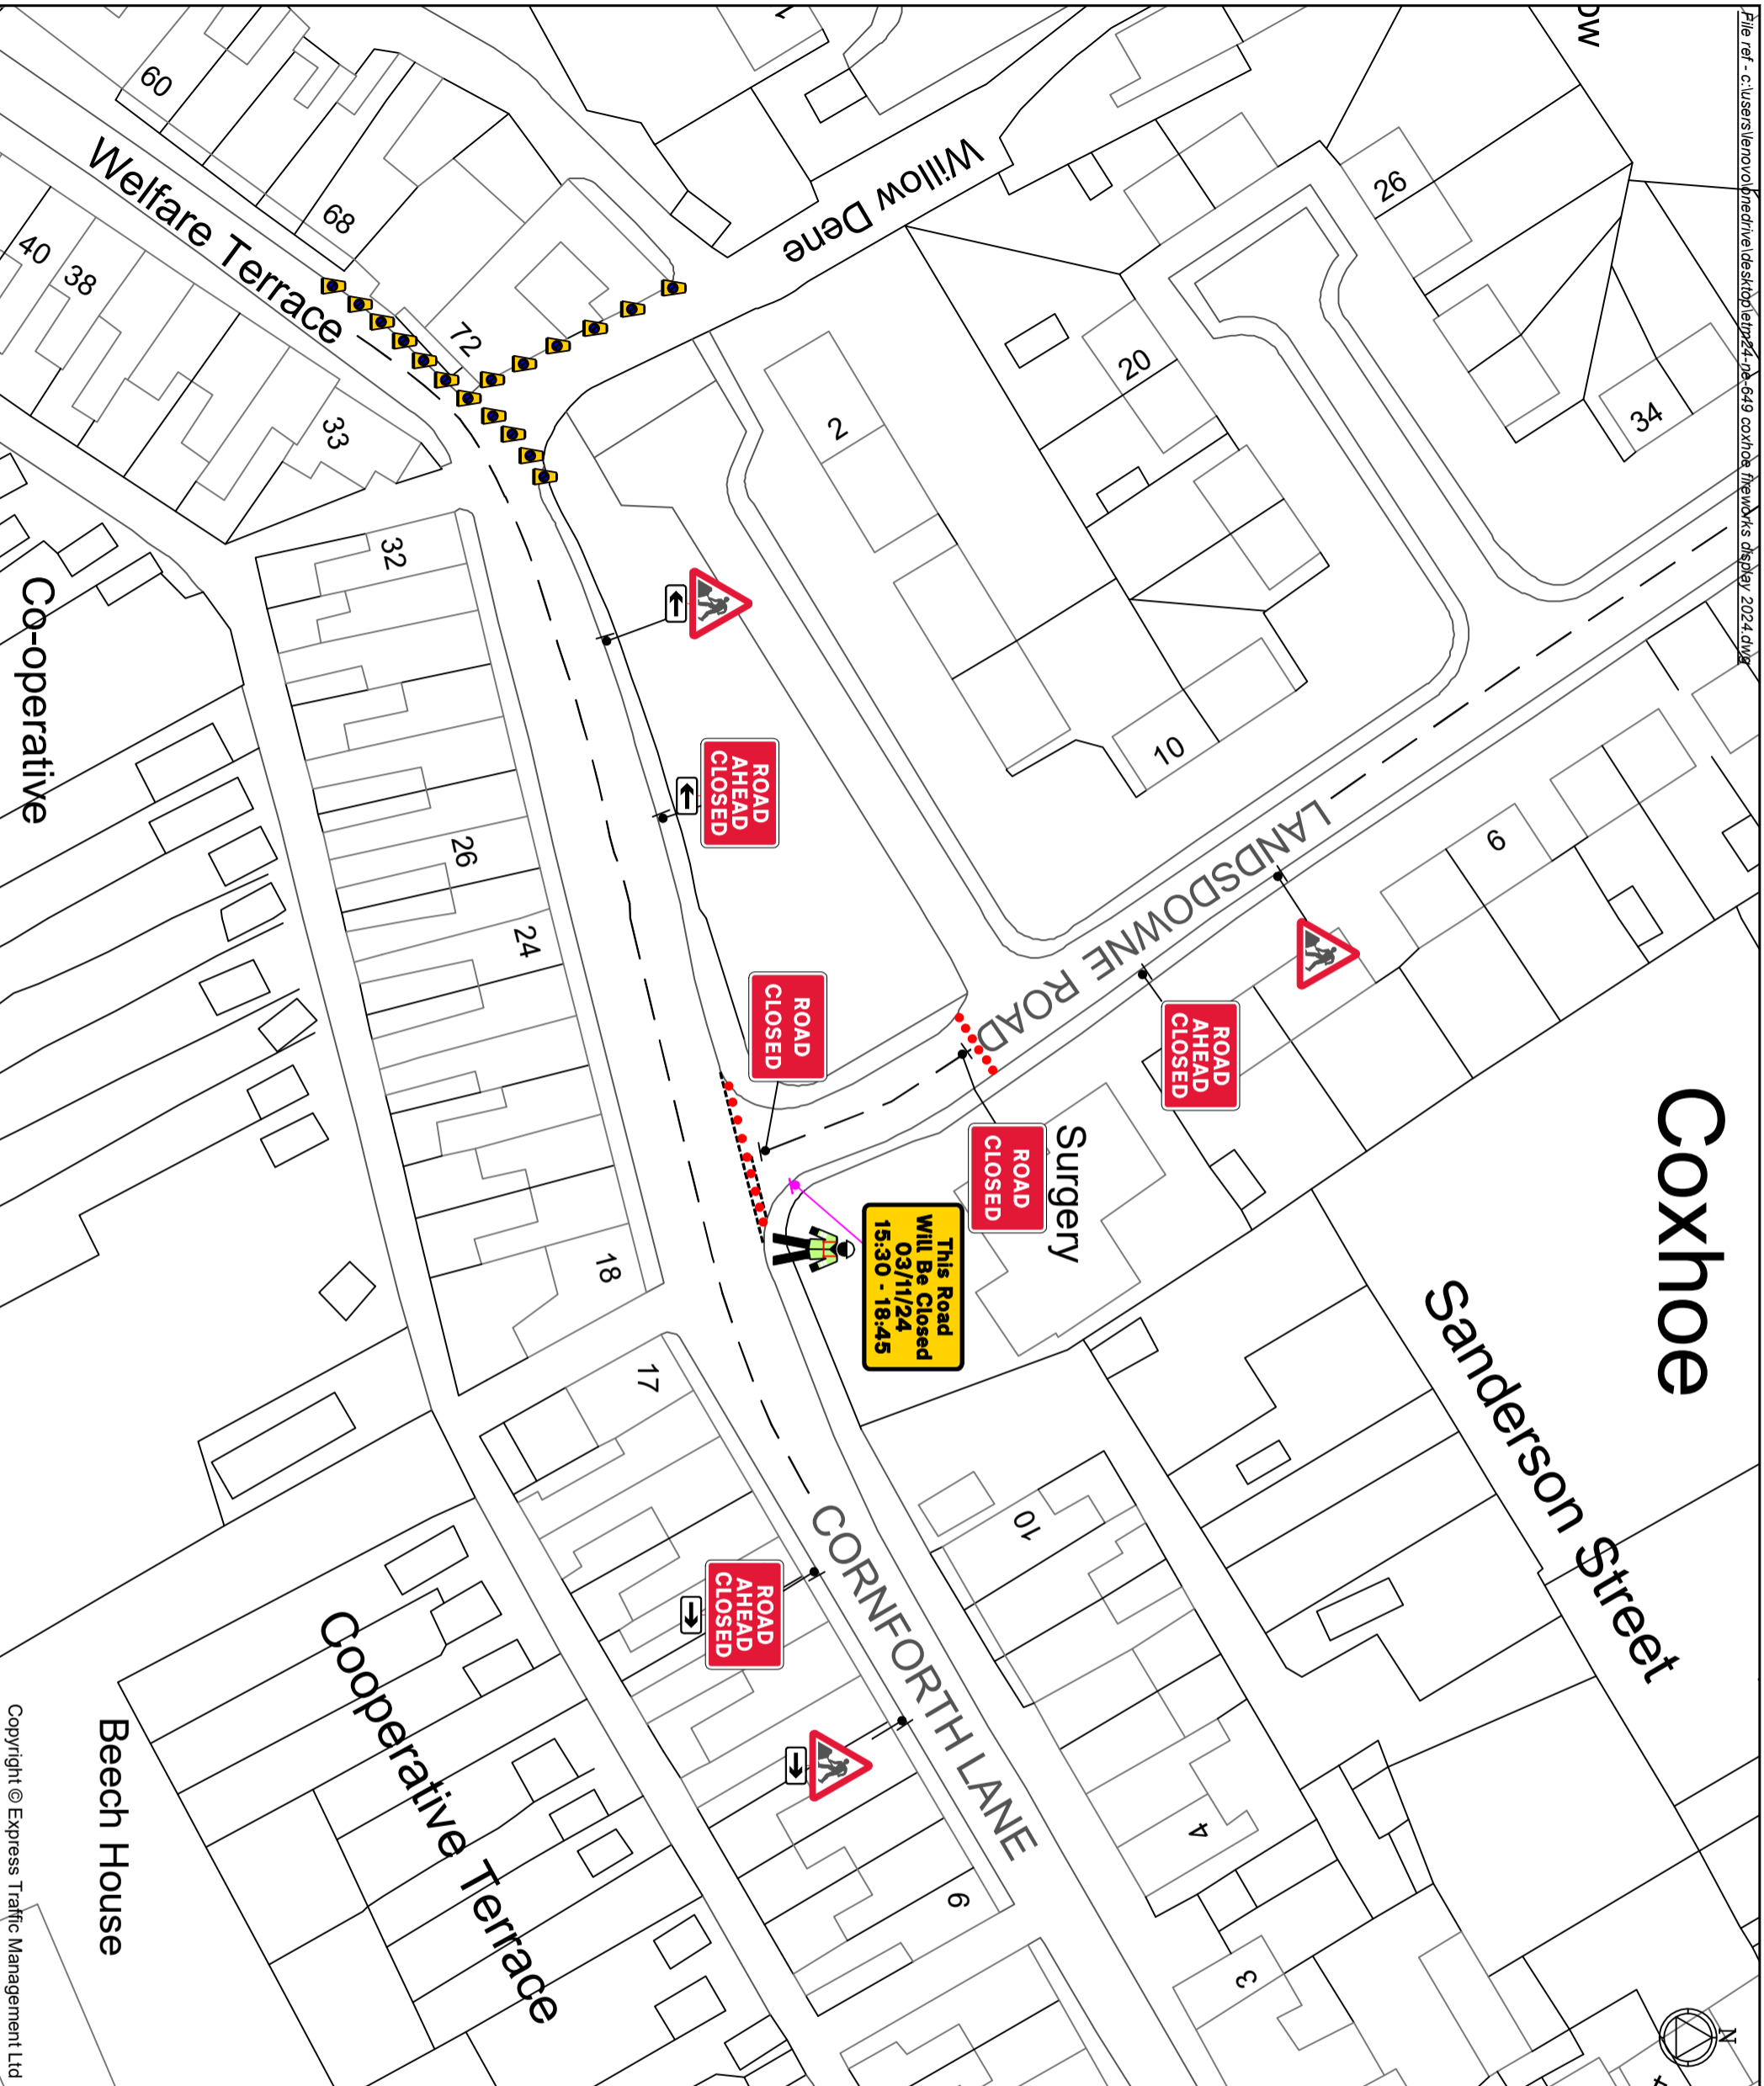 File ref - c:\users\lenovo\onedrive\desktop\etm24-ne-649 coxhoe fireworks display 2024.dwg
ow
1
Willow Dene
60
Welfare Terrace
68
40
38
72
33
26
34
20
2
10
32
26
24
18
17
Co-operative
LANDSDOWNE ROAD
6
Coxhoe
Surgery
Sanderson Street
ROAD
AHEAD
CLOSED
ROAD
CLOSED
ROAD
AHEAD
CLOSED
ROAD
CLOSED
This Road
Will Be Closed
03/11/24
15:30 - 18:45
ROAD
AHEAD
CLOSED
CORNFORTH LANE
10
4
3
9
Cooperative Terrace
Beech House
N
Copyright © Express Traffic Management Ltd